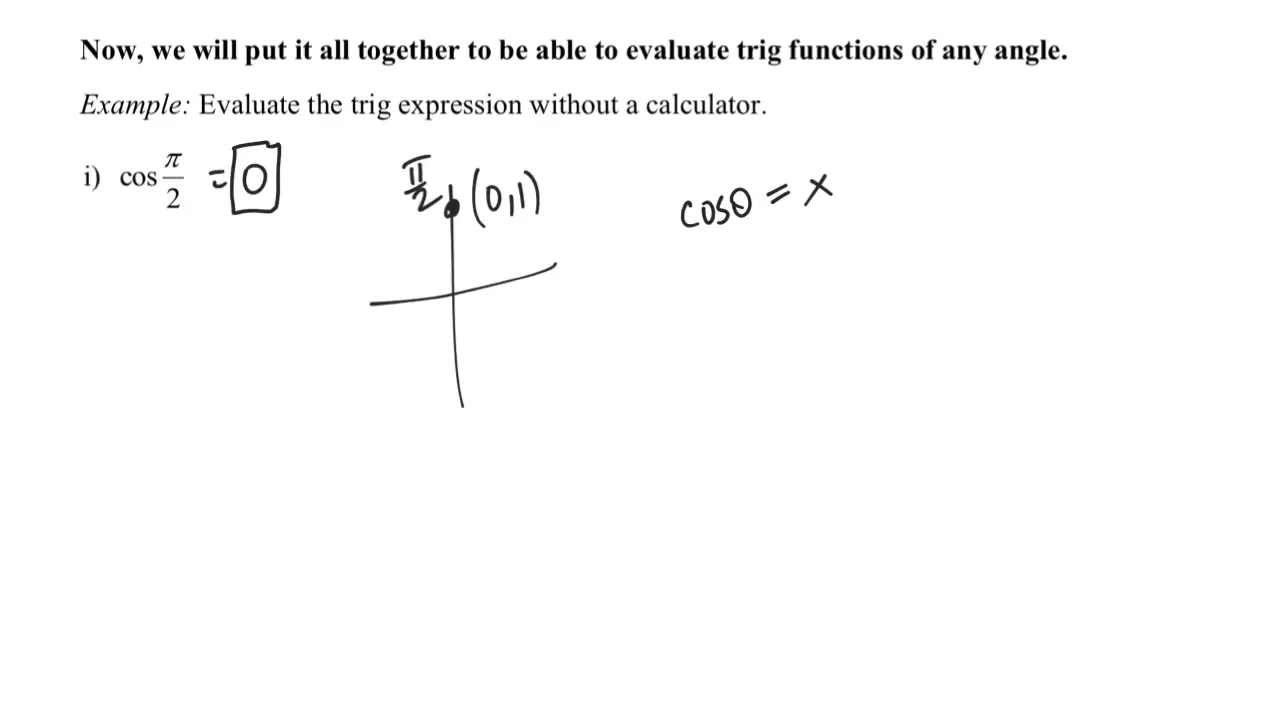 Now, we will put it all together to be able to evaluate trig functions of any angle.
Example: Evaluate the trig expression without a calculator.
i) cos π/2 = 0
π/2 (0,1)
cosθ = x